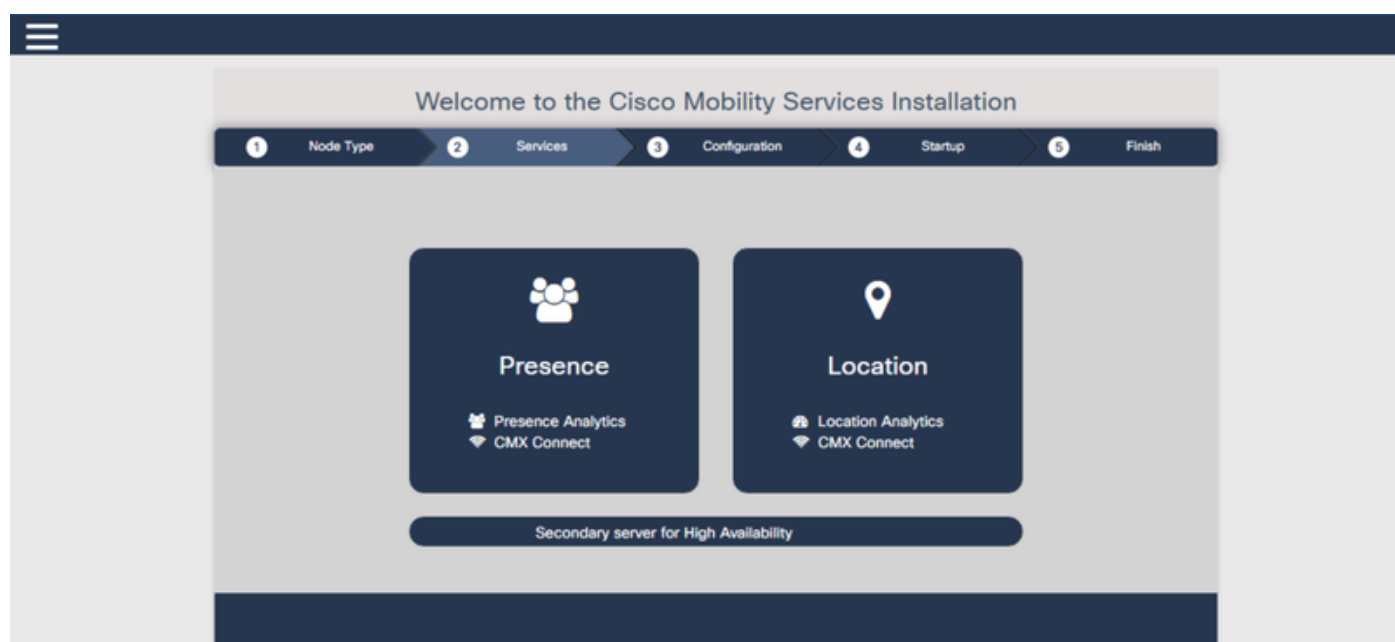 Welcome to the Cisco Mobility Services Installation
1 Node Type 2 Services 3 Configuration 4 Startup 5 Finish
Presence
Presence Analytics
CMX Connect
Location
Location Analytics
CMX Connect
Secondary server for High Availability